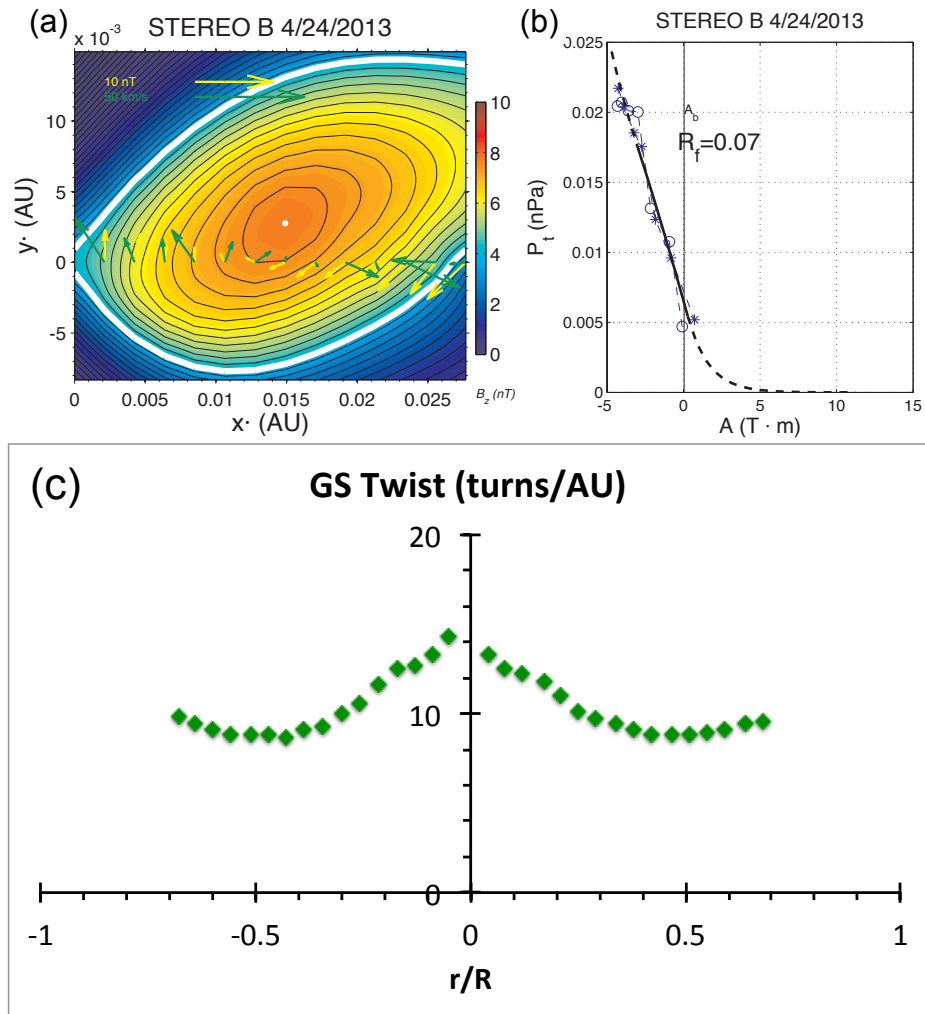 (a)
STEREO B 4/24/2013
x 10⁻³
10 nT
50 km/s
10
5
0
-5
y· (AU)
0 0.005 0.01 0.015 0.02 0.025
x· (AU)
10
8
6
4
2
0
B_z (nT)
(b)
STEREO B 4/24/2013
0.025
0.02
0.015
0.01
0.005
0
P_t (nPa)
A_b
R_f=0.07
-5 0 5 10 15
A (T · m)
(c)
GS Twist (turns/AU)
20
10
0
-1 -0.5 0 0.5 1
r/R